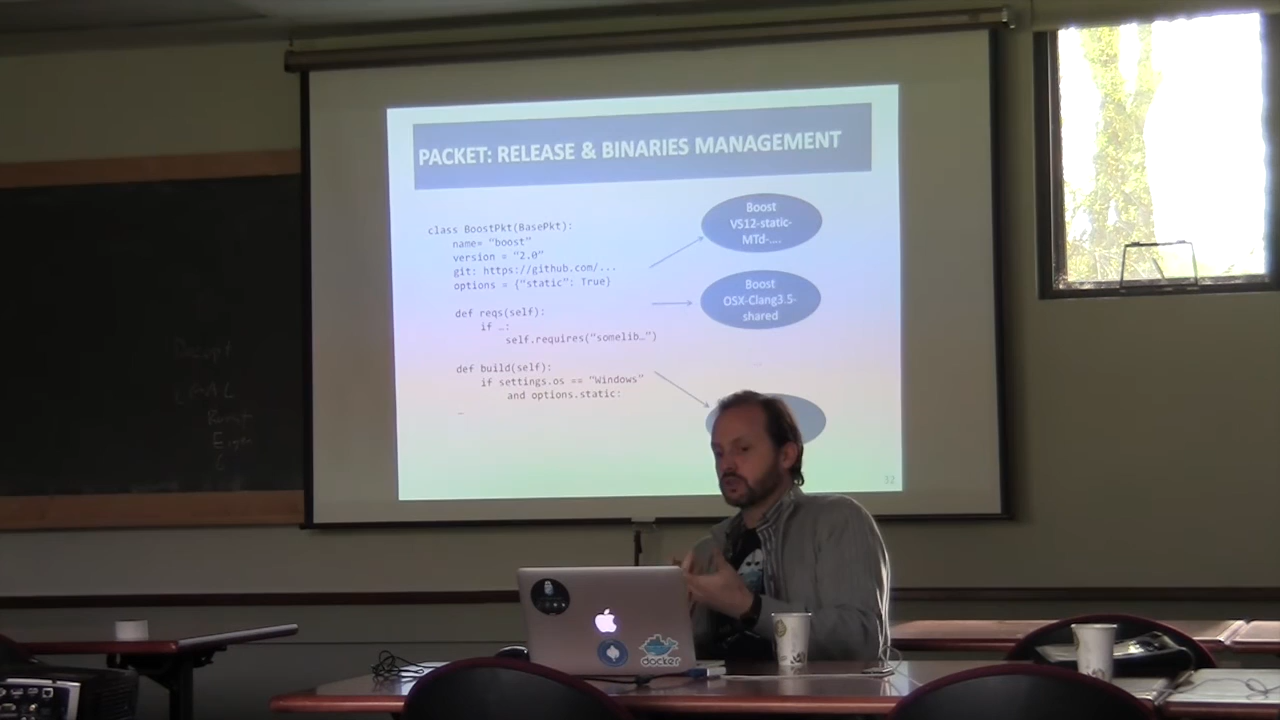 PACKET: RELEASE & BINARIES MANAGEMENT
class BoostPkt(BasePkt):
name= “boost”
version = “2.0”
git: https://github.com/...
options = {“static”: True}
def reqs(self):
if …:
self.requires(“somelib…”)
def build(self):
if settings.os == “Windows”
and options.static:
…
Boost
VS12-static-
MTd-....
Boost
OSX-Clang3.5-
shared
32
docker